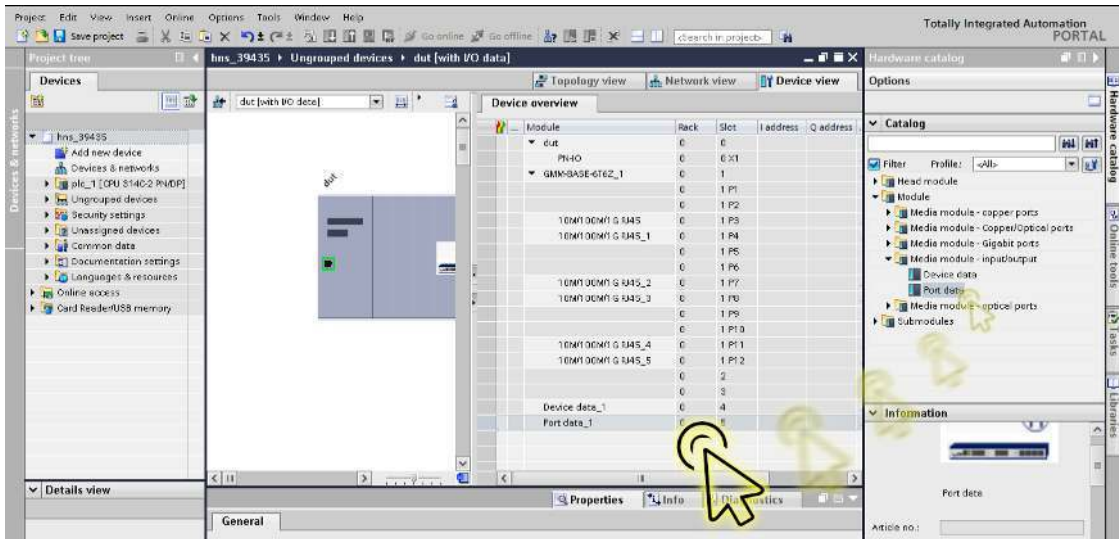 Project Edit View Insert Online Options Tools Window Help
Totally Integrated Automation
PORTAL
Save project Go online Go offline <Search in project>
Project tree
hns_39435 Ungrouped devices dut [with I/O data]
Hardware catalog
Devices
Topology view Network view Device view
Options
dut [with I/O data]
Device overview
Module Rack Slot I address Q address
Catalog
hns_39435
Add new device
Devices & networks
plc_1 [CPU 314C-2 PN/DP]
Ungrouped devices
Security settings
Unassigned devices
Common data
Documentation settings
Languages & resources
Online access
Card Reader/USB memory
dut
dut 0 0
PN-IO 0 0 X1
GMM-BASE-6T6Z_1 0 1
0 1 P1
0 1 P2
10M/100M/1G RJ45 0 1 P3
10M/100M/1G RJ45_1 0 1 P4
0 1 P5
0 1 P6
10M/100M/1G RJ45_2 0 1 P7
10M/100M/1G RJ45_3 0 1 P8
0 1 P9
0 1 P10
10M/100M/1G RJ45_4 0 1 P11
10M/100M/1G RJ45_5 0 1 P12
0 2
0 3
Device data_1 0 4
Port data_1 5
Filter Profile: <All>
Head module
Module
Media module - copper ports
Media module - Copper/Optical ports
Media module - Gigabit ports
Media module - input/output
Device data
Port data
Media module - optical ports
Submodules
Information
Port data
Article no.:
Details view
Properties Info Diagnostics
General
Devices & networks
Hardware catalog
Online tools
Tasks
Libraries